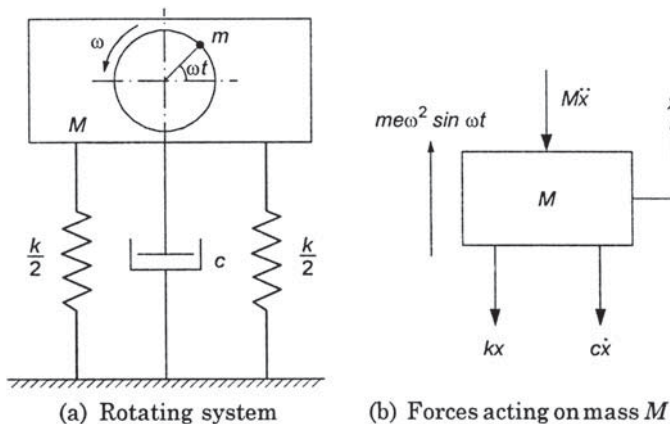 ω
m
ωt
M
k/2
c
k/2
(a) Rotating system
Mẍ
meω² sin ωt
M
kx
cẋ
(b) Forces acting on mass M